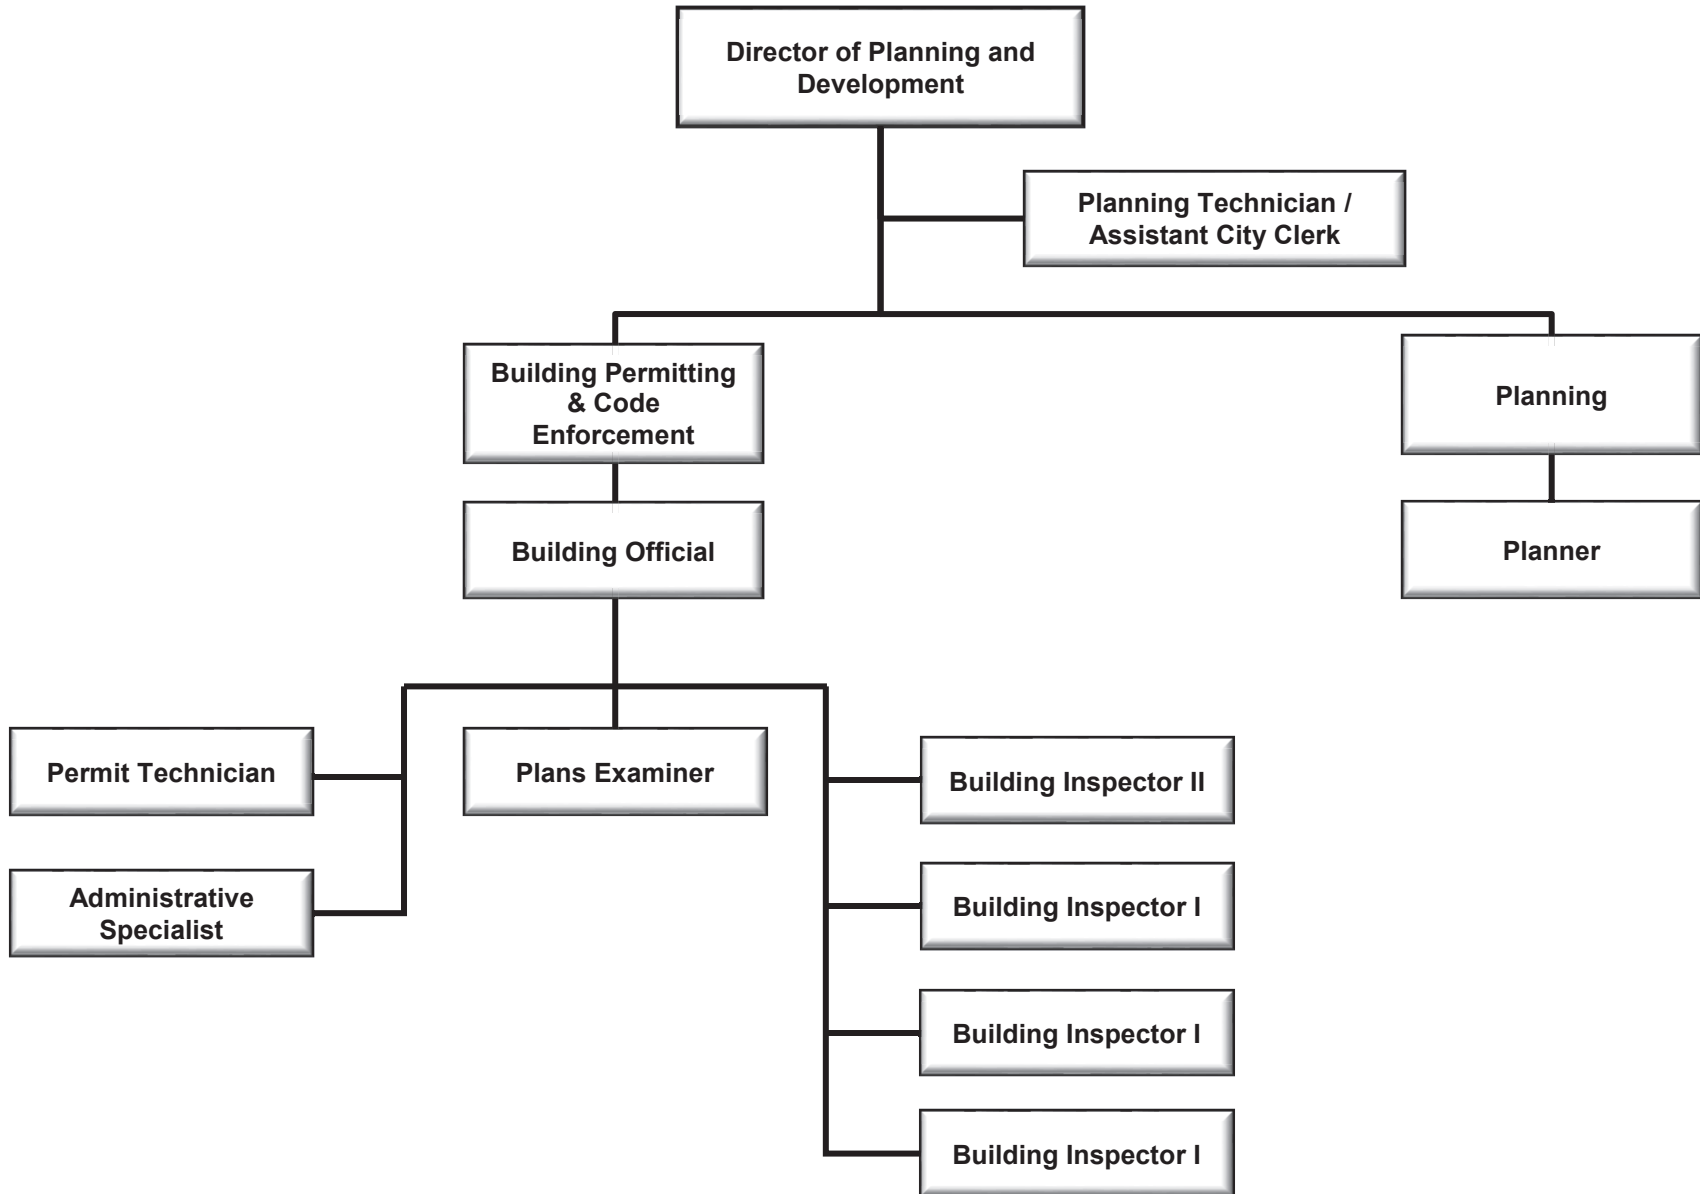 Director of Planning and
Development
Planning Technician /
Assistant City Clerk
Building Permitting
& Code
Enforcement
Planning
Building Official
Planner
Permit Technician
Plans Examiner
Building Inspector II
Administrative
Specialist
Building Inspector I
Building Inspector I
Building Inspector I